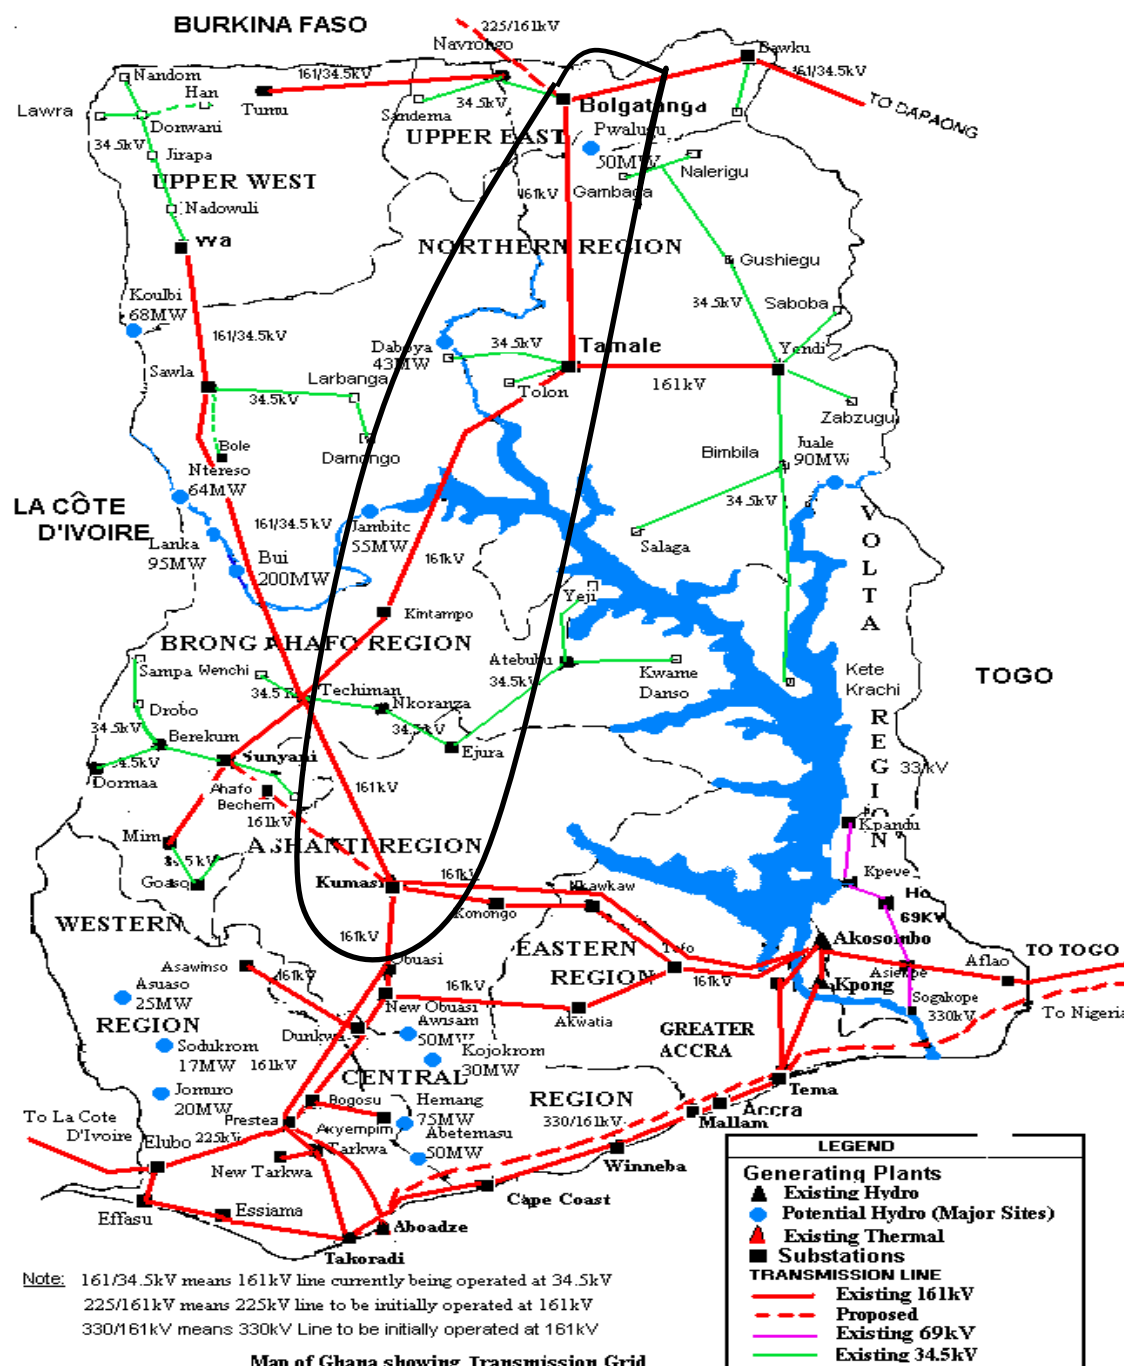 BURKINA FASO
225/161kV
Navrongo
Bawku
161/34.5kV
161/34.5kV
Nandom
Han
Lawra
Donwani
Tumu
Sandema
34.5kV
Bolgatanga
TO DAPAONG
34.5kV
Jirapa
UPPER EAST
Pwalugu
50MW
Nalerigu
UPPER WEST
Gambaga
161kV
Nadowuli
Wa
NORTHERN REGION
Gushiegu
Koulbi
68MW
34.5kV
Saboba
161/34.5kV
Daboya
43MW
34.5kV
Tamale
Yendi
Sawla
Larbanga
34.5kV
Tolon
161kV
Zabzugu
Bole
Damongo
Bimbila
Juale
90MW
Ntereso
64MW
34.5kV
LA CÔTE
D'IVOIRE
161/34.5 kV
Jambito
55MW
Lanka
95MW
161kV
Salaga
VOLTA
REGION
Bui
200MW
Yeji
Kintampo
BRONG AHAFO REGION
Sampa
Wenchi
Atebubu
34.5kV
Kwame
Danso
Kete
Krachi
TOGO
34.5 k
Techiman
Nkoranza
Drobo
34.5kV
Berekum
34.5kV
Ejura
34.5kV
Dormaa
Sunyani
33/kV
Ahafo
Bechem
161kV
161kV
Mim
ASHANTI REGION
Kpandu
34.5kV
Goaso
Kumasi
161kV
Nkawkaw
Kpeve
Konongo
Ho
69KV
WESTERN
REGION
161kV
EASTERN
REGION
Tafo
Akosombo
TO TOGO
Asawinso
161kV
Obuasi
161kV
Asiekpe
Aflao
Asuaso
25MW
New Obuasi
161kV
Kpong
Sogakope
330kV
To Nigeria
Dunkwa
Awisam
50MW
Akwatia
GREATER
ACCRA
Sodukrom
17MW
161kV
Kojokrom
30MW
CENTRAL
REGION
Jomuro
20MW
Bogosu
Hemang
75MW
Tema
To La Cote
D'Ivoire
Prestea
Akyempim
330/161kV
Accra
Mallam
Elubo
225kV
Tarkwa
Abetemasu
50MW
New Tarkwa
Winneba
Cape Coast
Effasu
Essiama
Aboadze
Takoradi
LEGEND
Generating Plants
Existing Hydro
Potential Hydro (Major Sites)
Existing Thermal
Substations
TRANSMISSION LINE
Existing 161kV
Proposed
Existing 69kV
Existing 34.5kV
Note: 161/34.5kV means 161kV line currently being operated at 34.5kV
225/161kV means 225kV line to be initially operated at 161kV
330/161kV means 330kV Line to be initially operated at 161kV
Map of Ghana showing Transmission Grid